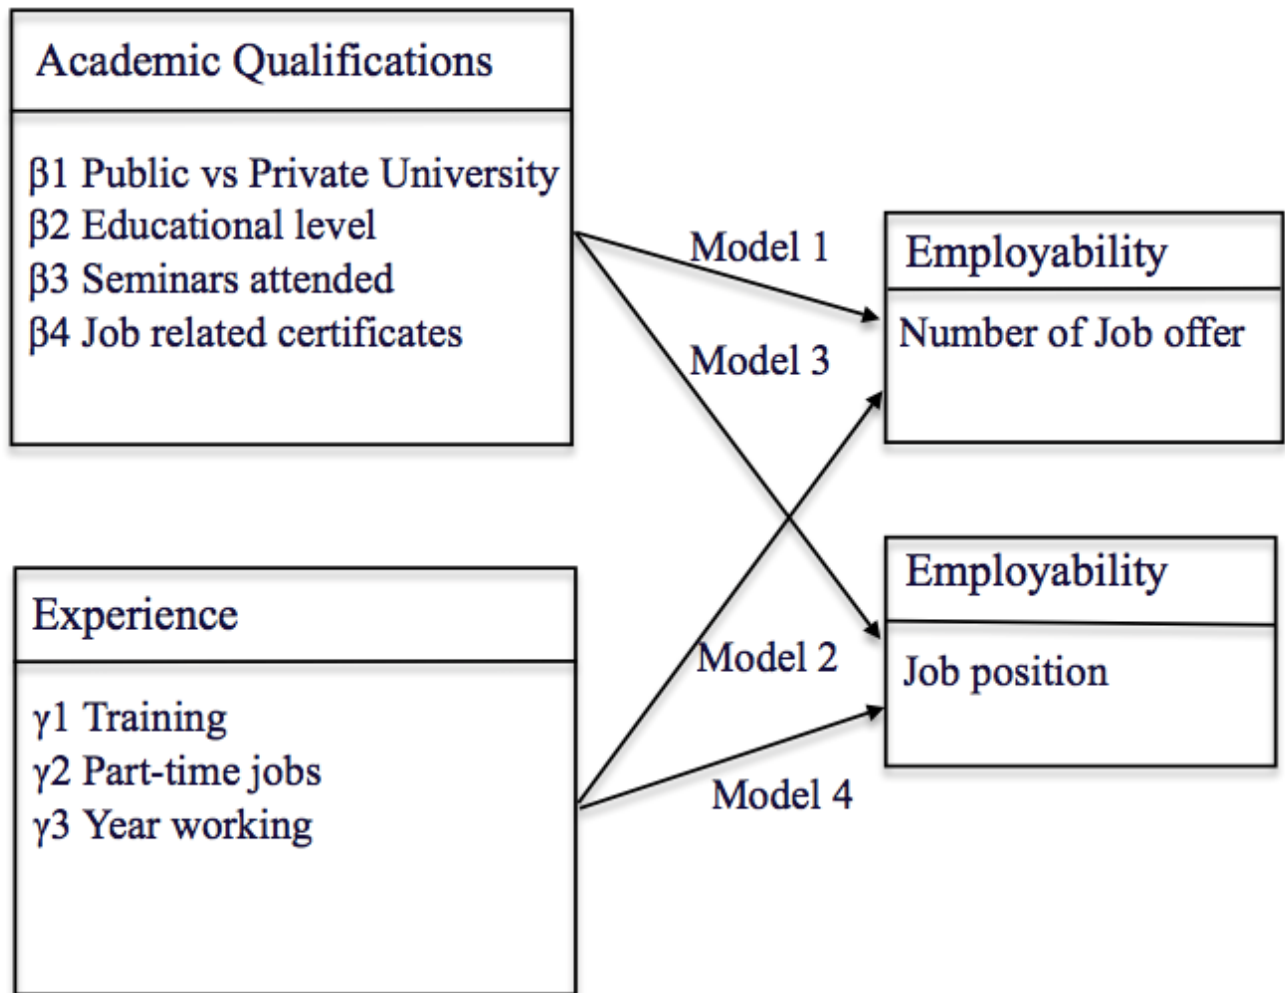 Academic Qualifications
β1 Public vs Private University
β2 Educational level
β3 Seminars attended
β4 Job related certificates
Model 1
Model 3
Employability
Number of Job offer
Experience
γ1 Training
γ2 Part-time jobs
γ3 Year working
Model 2
Model 4
Employability
Job position